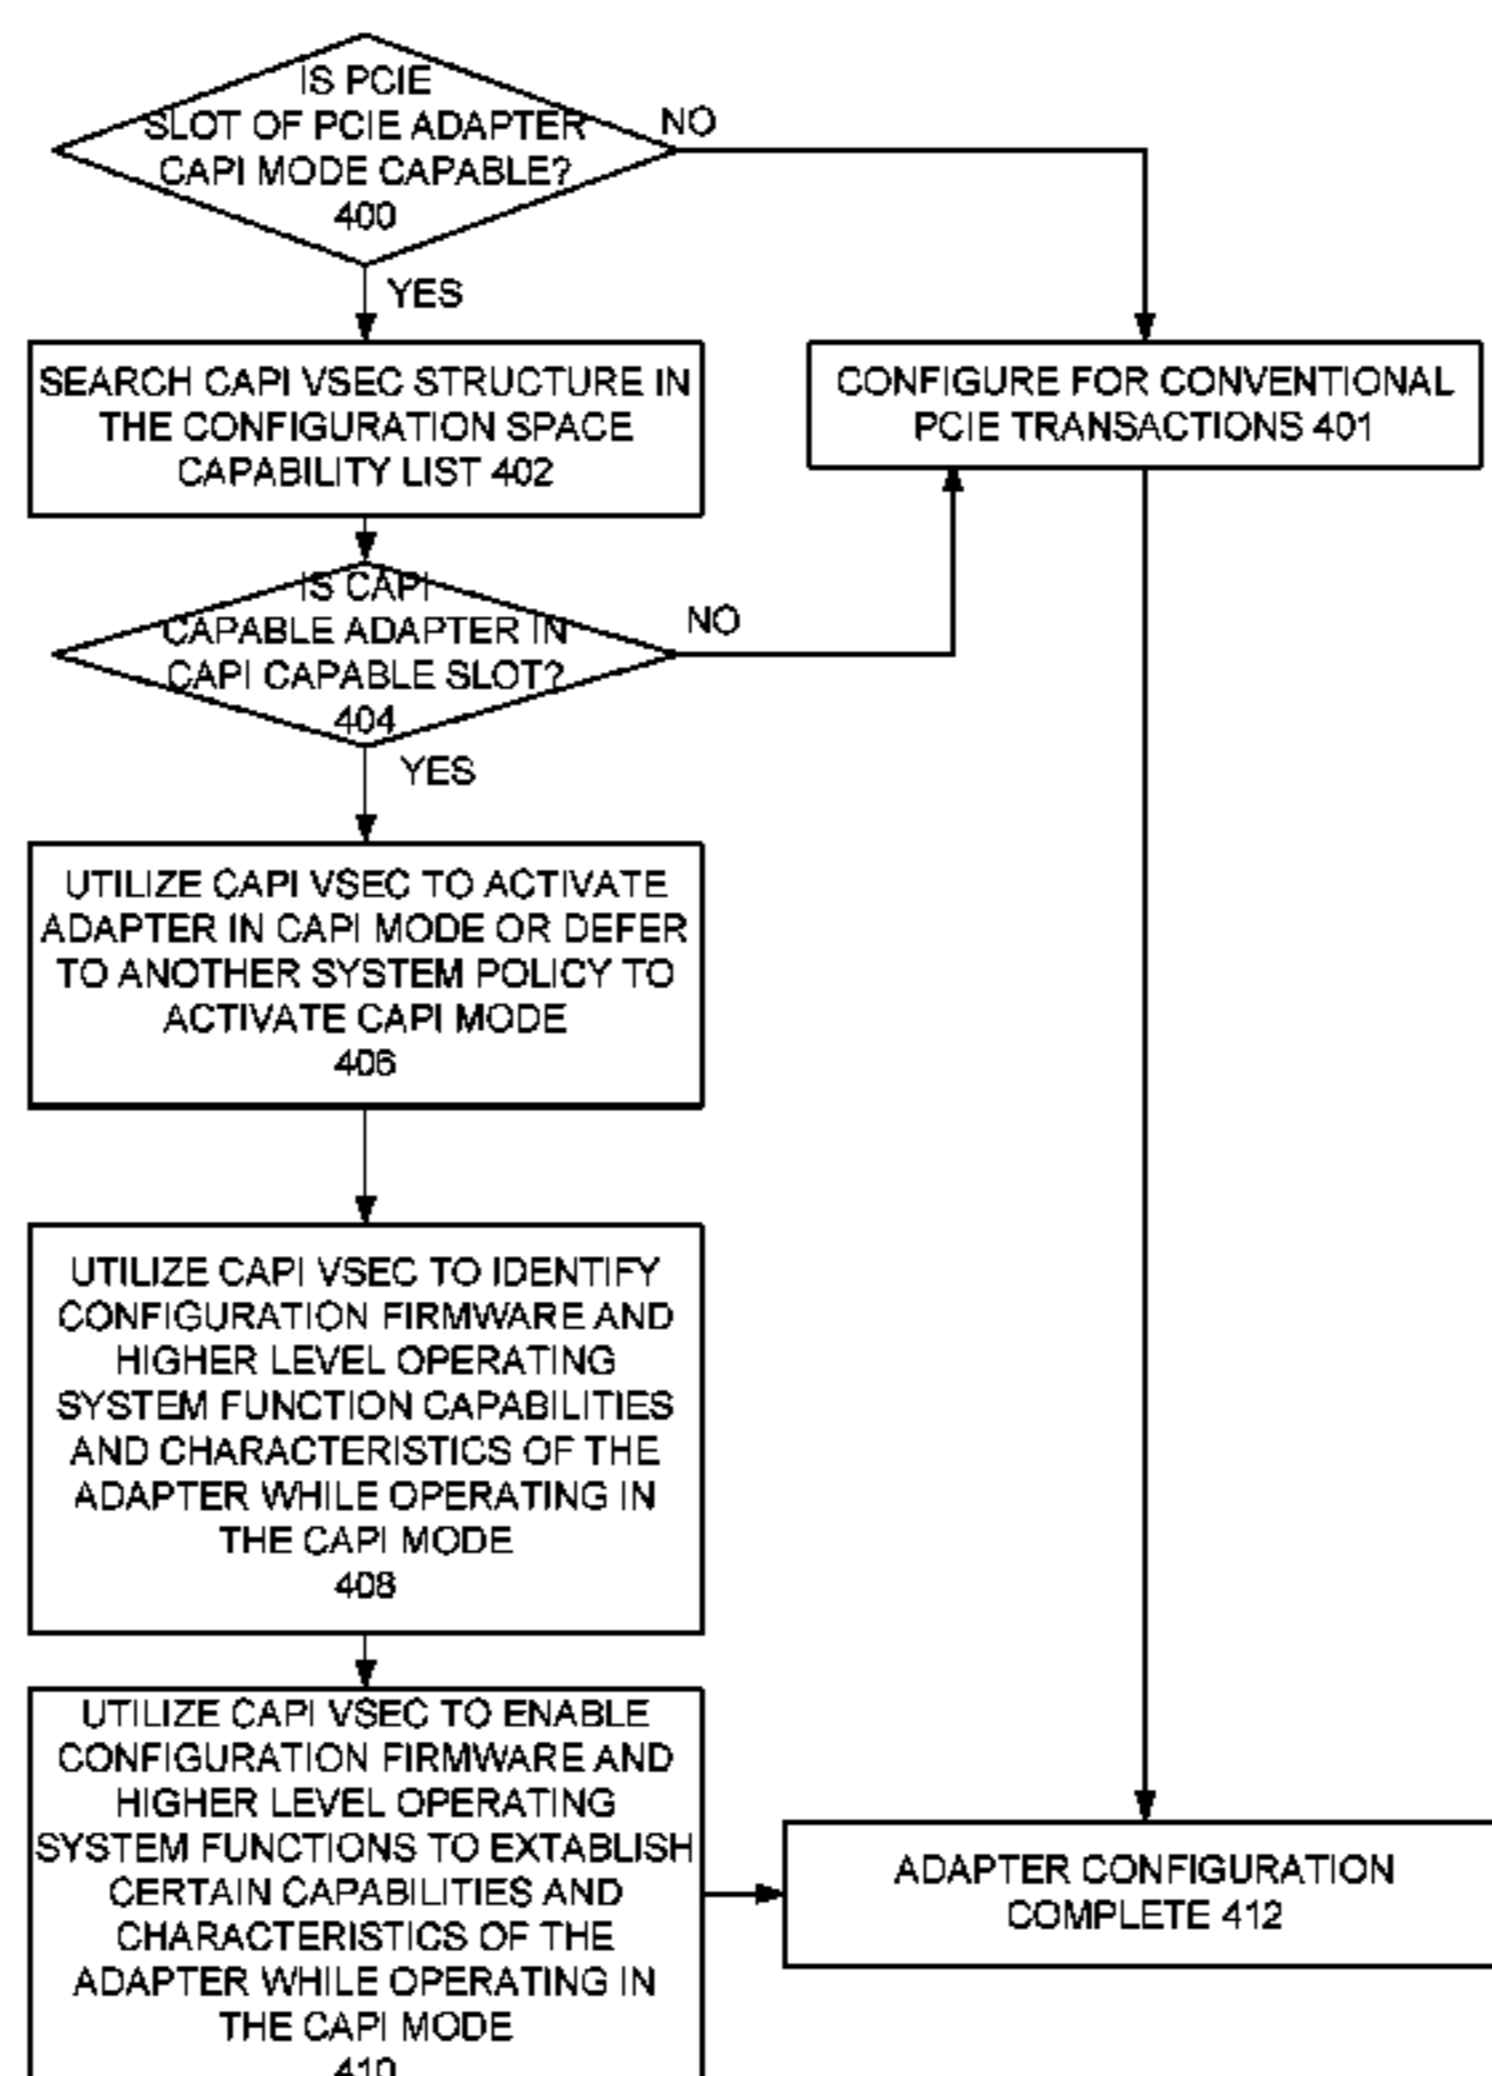 IS PCIE
SLOT OF PCIE ADAPTER
CAPI MODE CAPABLE?
400
NO
YES
SEARCH CAPI VSEC STRUCTURE IN
THE CONFIGURATION SPACE
CAPABILITY LIST 402
CONFIGURE FOR CONVENTIONAL
PCIE TRANSACTIONS 401
IS CAPI
CAPABLE ADAPTER IN
CAPI CAPABLE SLOT?
404
NO
YES
UTILIZE CAPI VSEC TO ACTIVATE
ADAPTER IN CAPI MODE OR DEFER
TO ANOTHER SYSTEM POLICY TO
ACTIVATE CAPI MODE
406
UTILIZE CAPI VSEC TO IDENTIFY
CONFIGURATION FIRMWARE AND
HIGHER LEVEL OPERATING
SYSTEM FUNCTION CAPABILITIES
AND CHARACTERISTICS OF THE
ADAPTER WHILE OPERATING IN
THE CAPI MODE
408
UTILIZE CAPI VSEC TO ENABLE
CONFIGURATION FIRMWARE AND
HIGHER LEVEL OPERATING
SYSTEM FUNCTIONS TO EXTABLISH
CERTAIN CAPABILITIES AND
CHARACTERISTICS OF THE
ADAPTER WHILE OPERATING IN
THE CAPI MODE
410
ADAPTER CONFIGURATION
COMPLETE 412